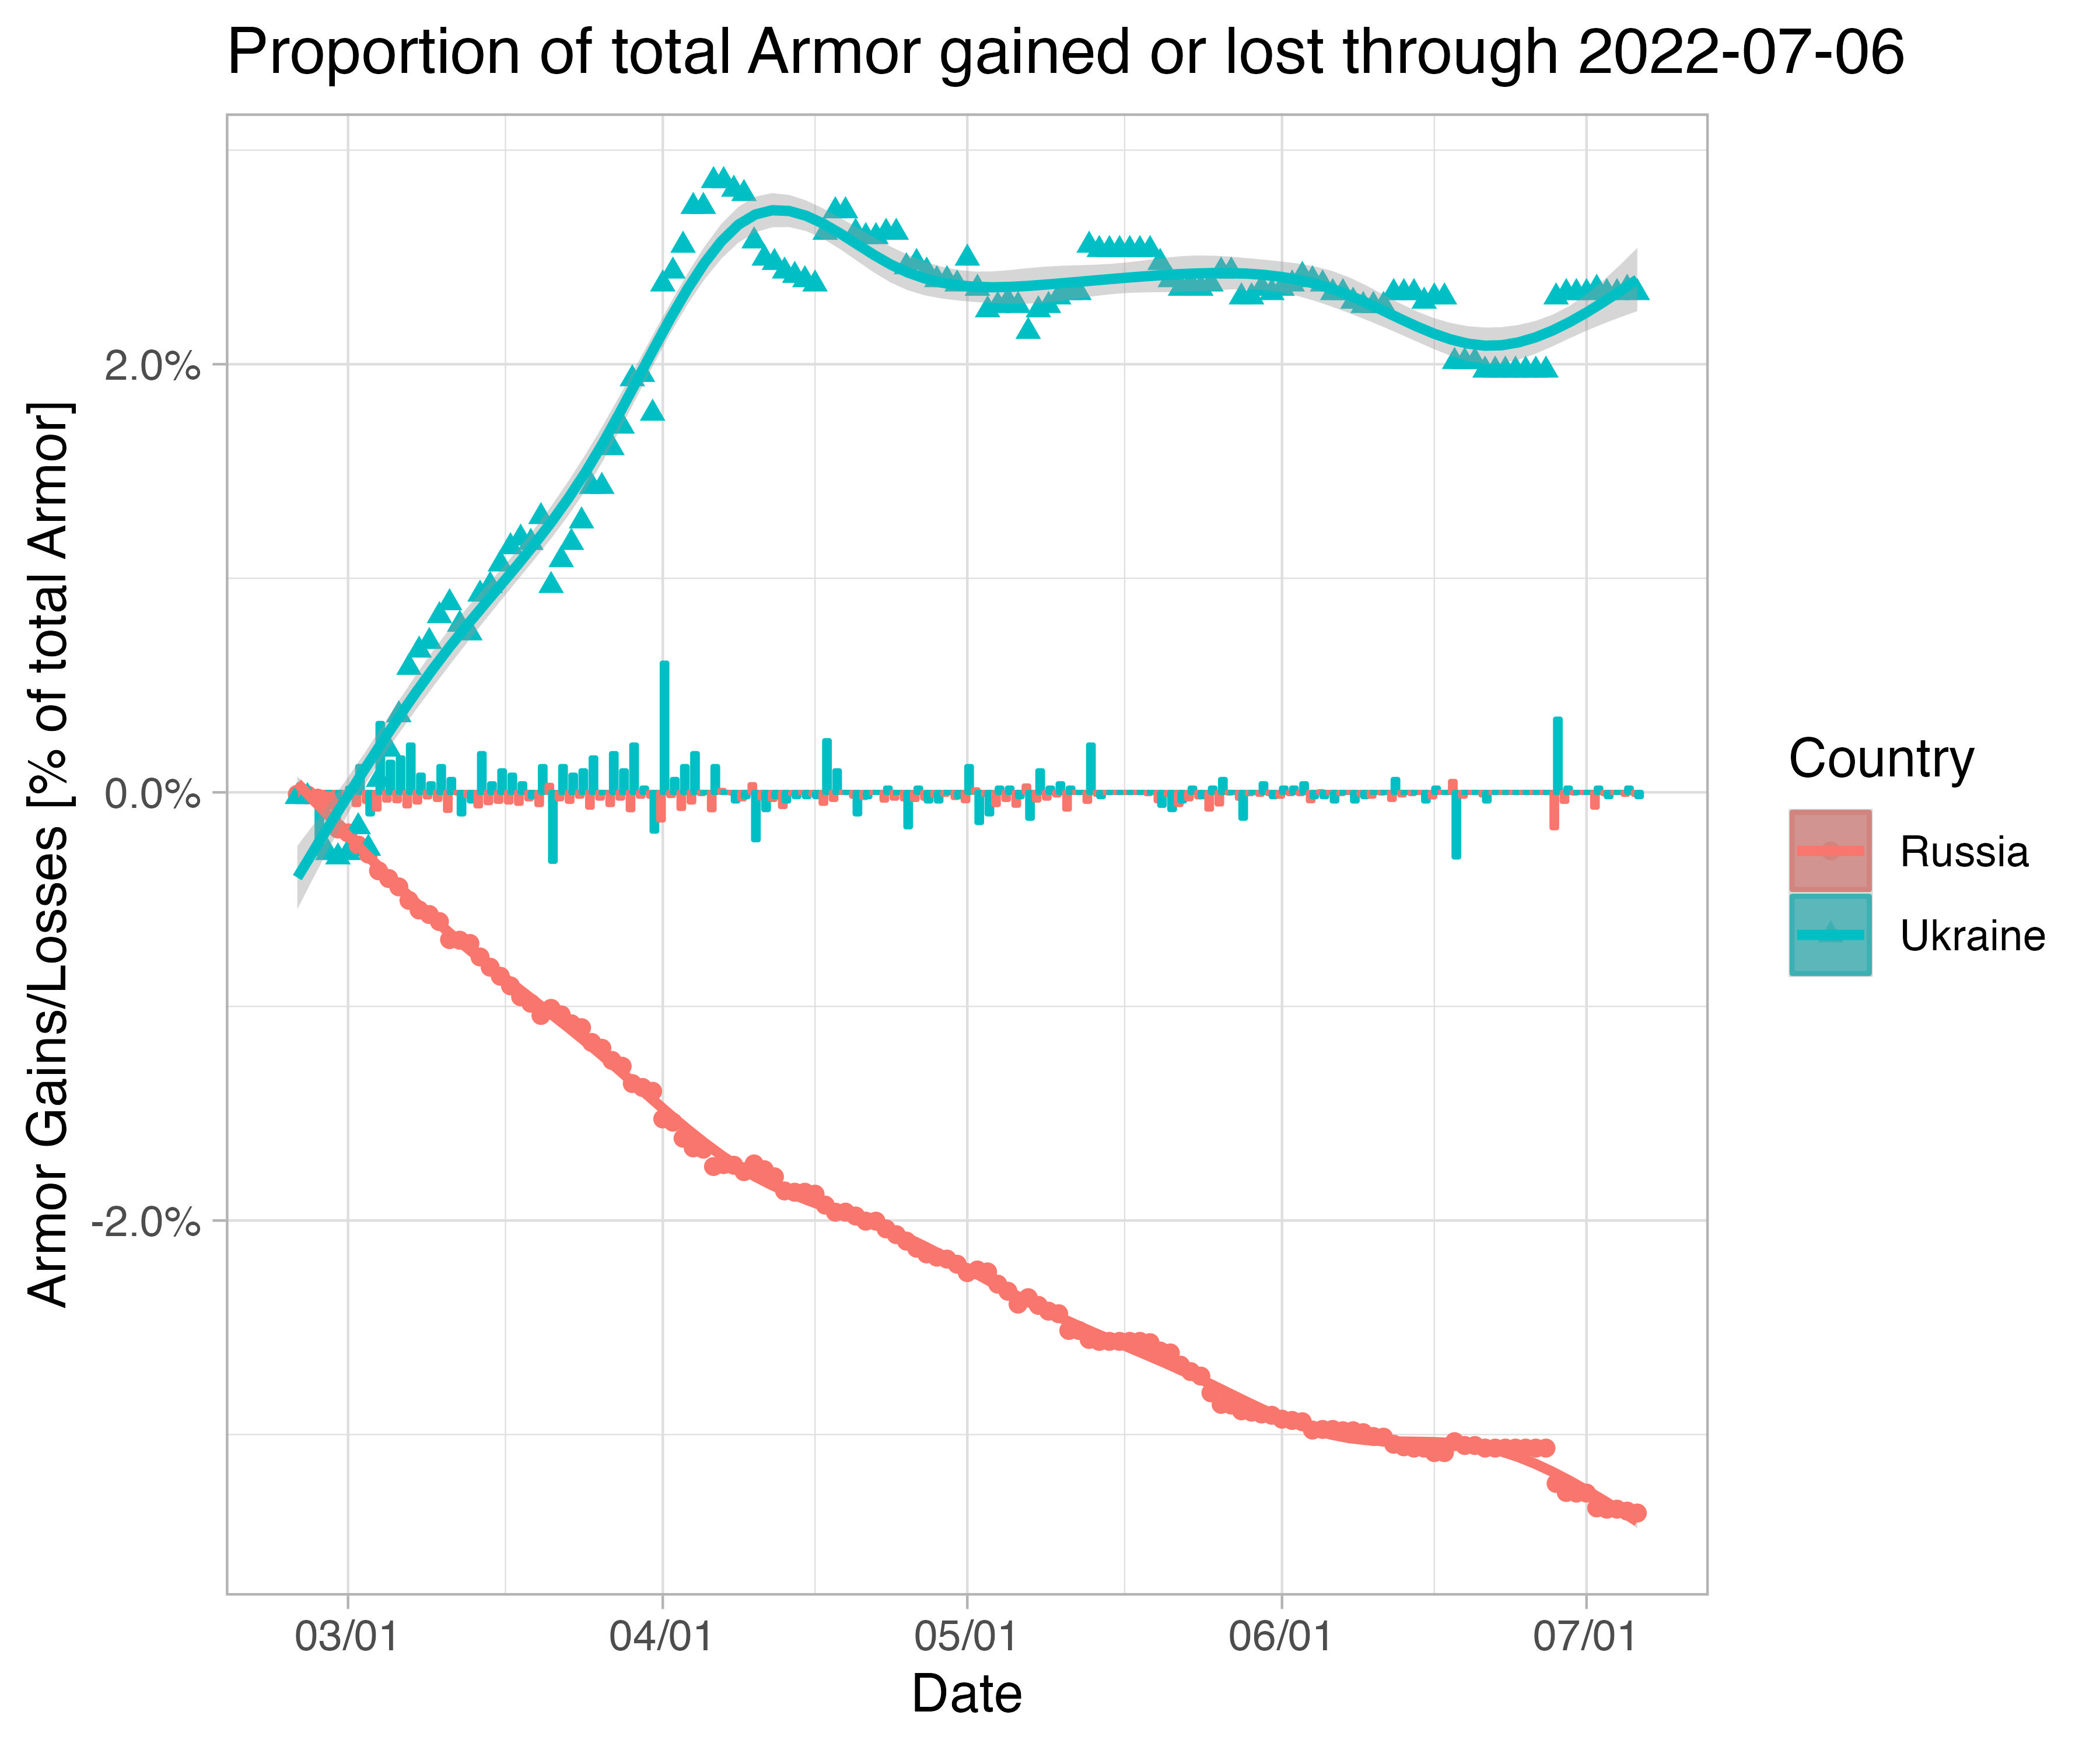 Proportion of total Armor gained or lost through 2022-07-06
Armor Gains/Losses [% of total Armor]
2.0%
0.0%
-2.0%
03/01
04/01
05/01
06/01
07/01
Date
Country
Russia
Ukraine